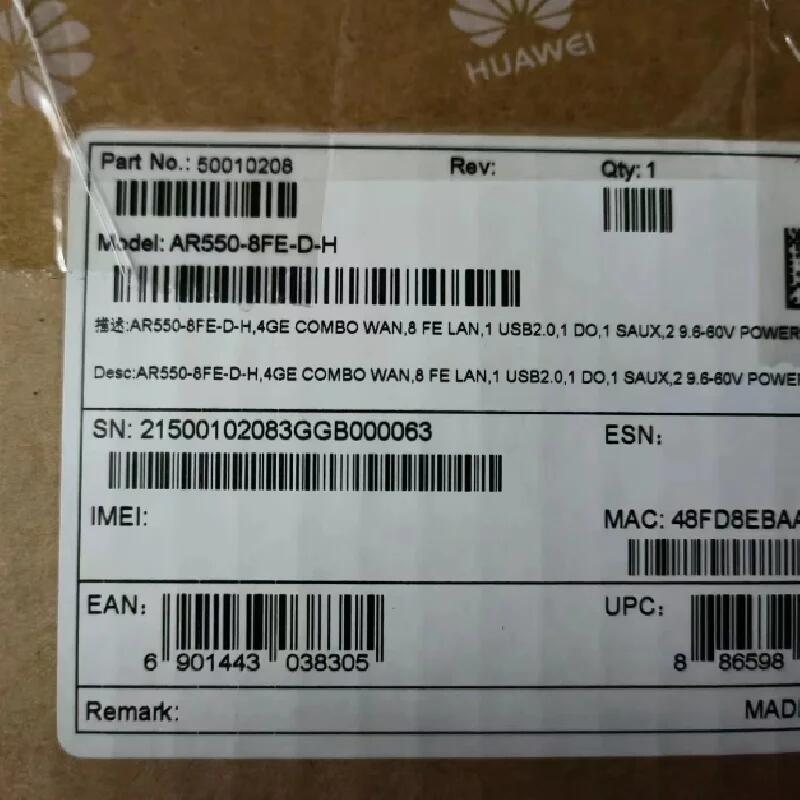 HUAWEI
Part No.: 50010208 Rev: Qty: 1
Model: AR550-8FE-D-H
描述:AR550-8FE-D-H,4GE COMBO WAN,8 FE LAN,1 USB2.0,1 DO,1 SAUX,2 9.6-60V POWER
Desc:AR550-8FE-D-H,4GE COMBO WAN,8 FE LAN,1 USB2.0,1 DO,1 SAUX,2 9.6-60V POWE
SN: 21500102083GGB000063 ESN:
IMEI: MAC: 48FD8EBAA
EAN: UPC:
6 901443 038305 8 86598
Remark: MAD